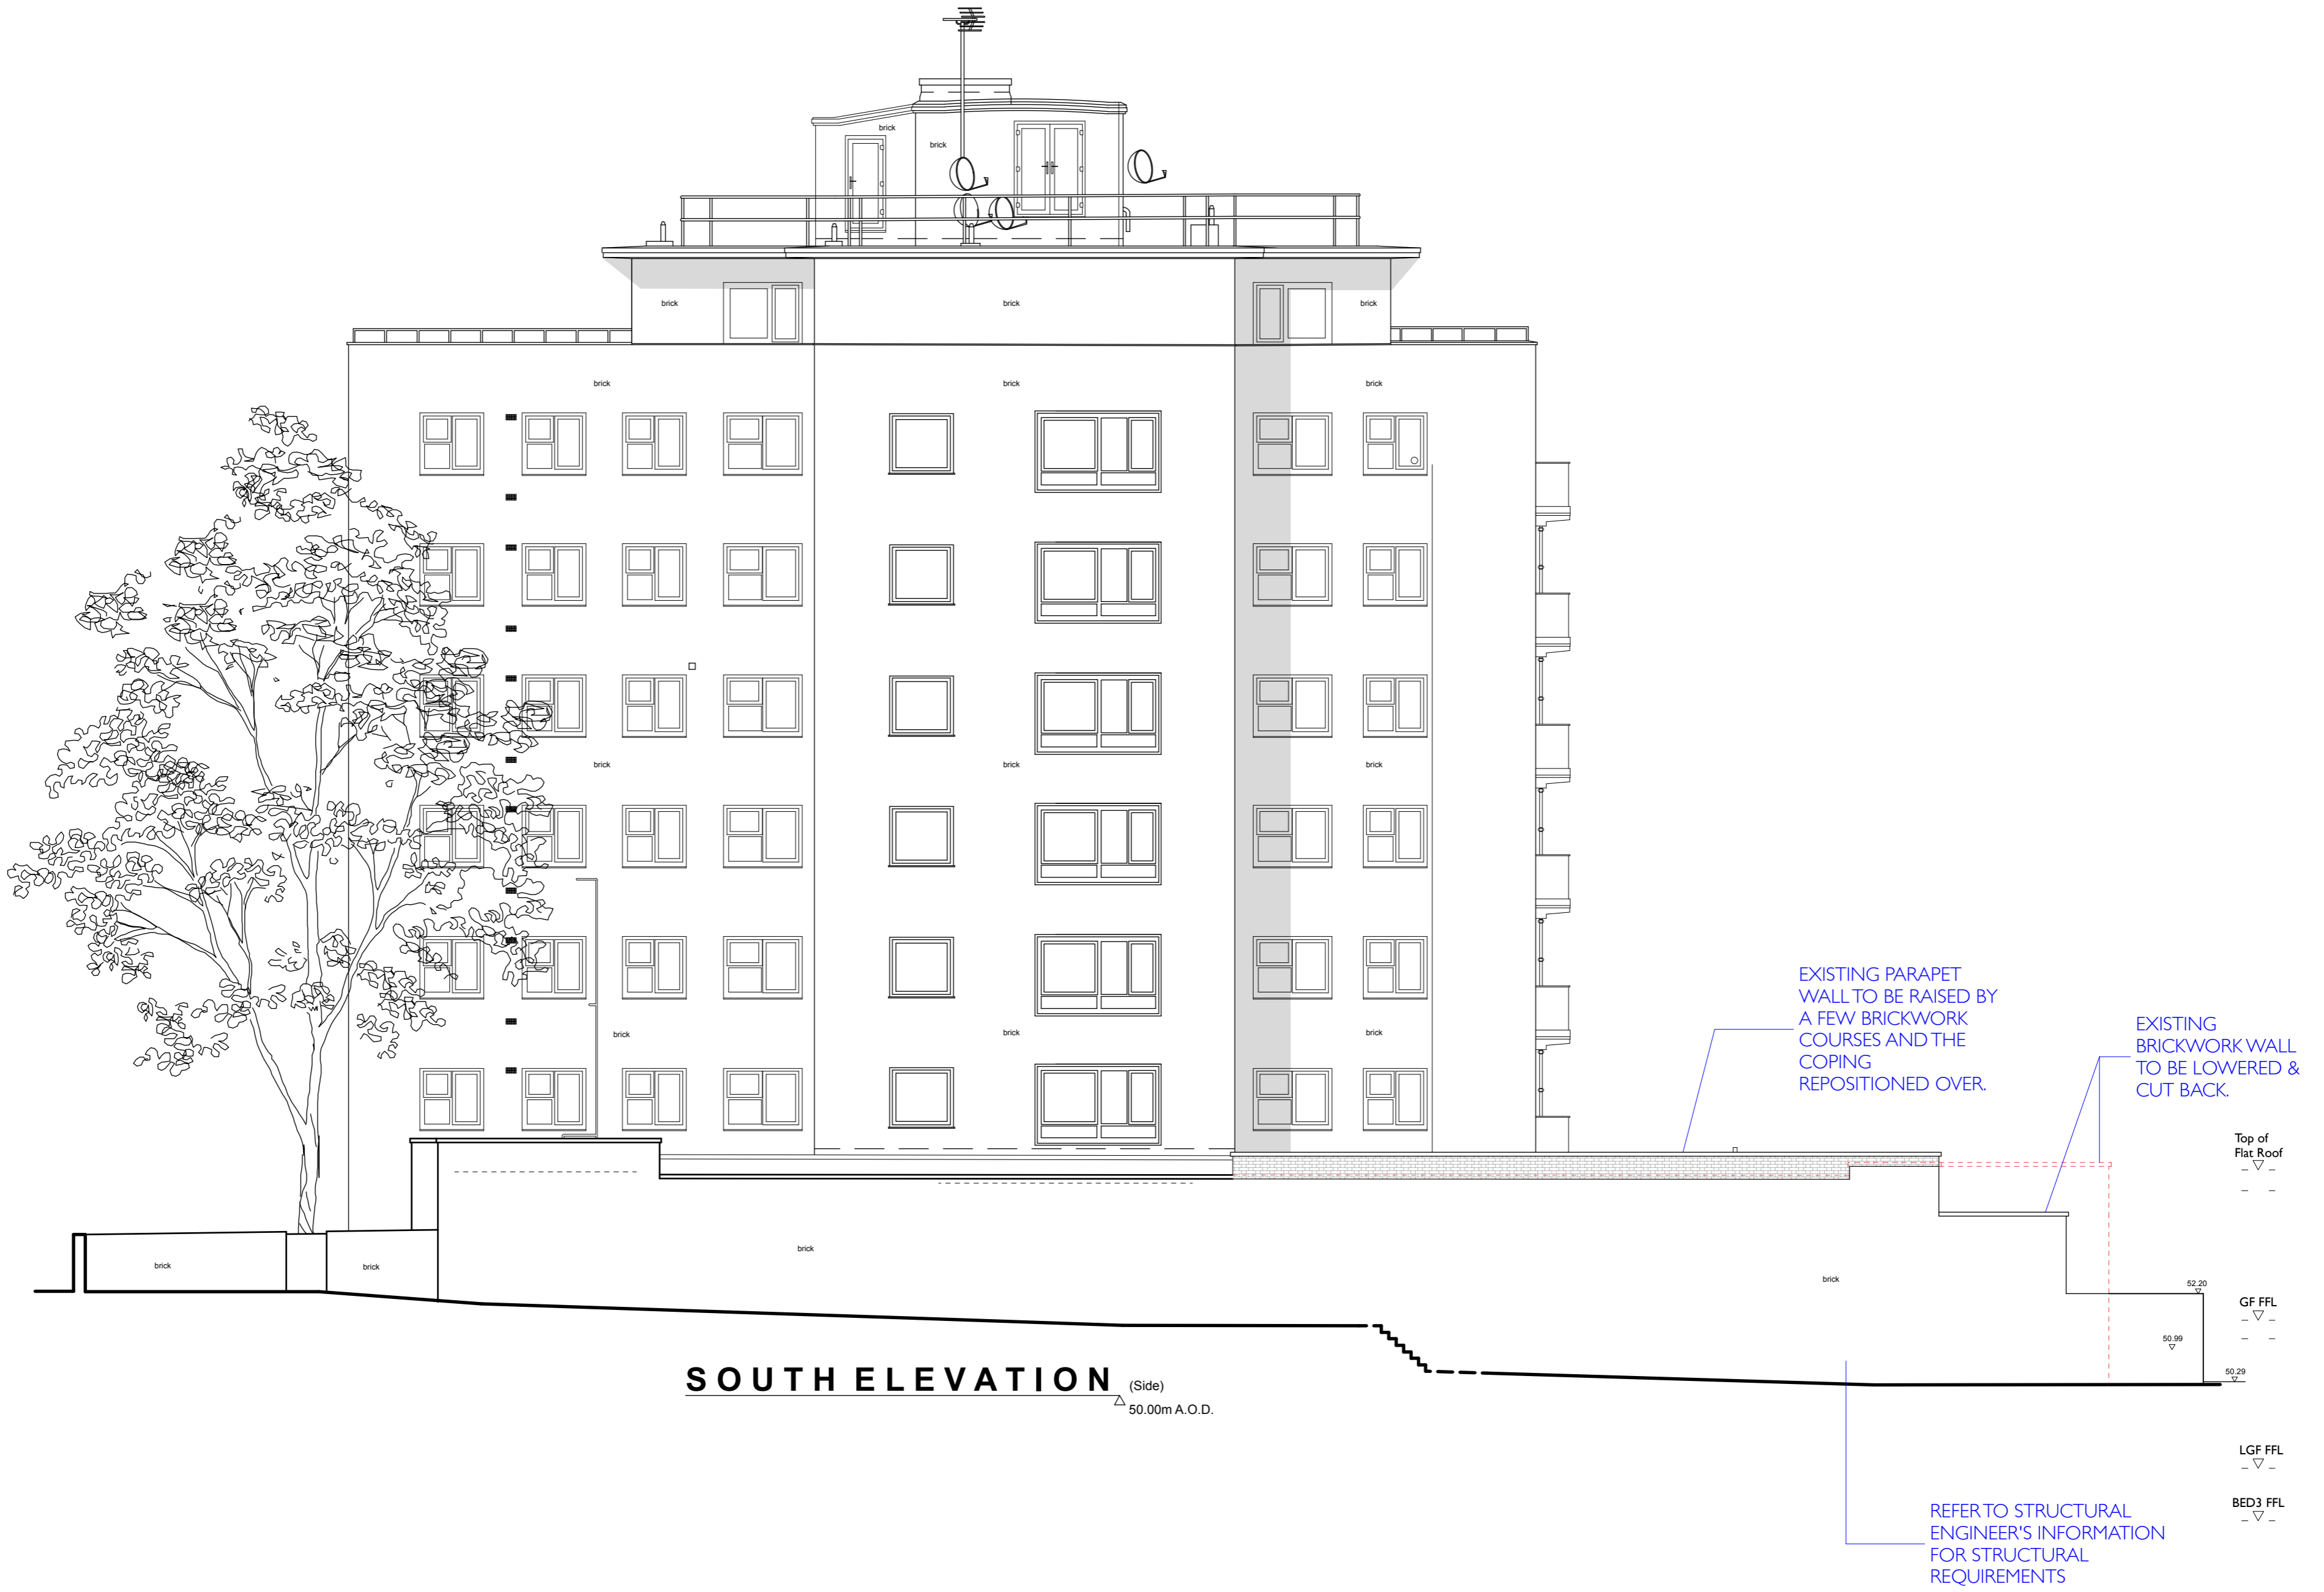 brick
brick
brick
brick
brick
brick
brick
brick
brick
brick
brick
EXISTING PARAPET
WALL TO BE RAISED BY
A FEW BRICKWORK
COURSES AND THE
COPING
REPOSITIONED OVER.
EXISTING
BRICKWORK WALL
TO BE LOWERED &
CUT BACK.
brick
brick
brick
Top of
Flat Roof
brick
brick
brick
brick
52.20
GF FFL
50.99
50.29
SOUTH ELEVATION
(Side)
50.00m A.O.D.
LGF FFL
BED3 FFL
REFER TO STRUCTURAL
ENGINEER'S INFORMATION
FOR STRUCTURAL
REQUIREMENTS